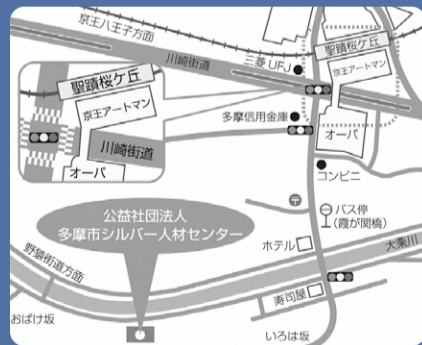 京王八王子方面
川崎街道
三菱UFJ
聖蹟桜ケ丘
京王アートマン
聖蹟桜ケ丘
京王アートマン
川崎街道
オーパ
多摩信用金庫
オーパ
コンビニ
〒
バス停
(霞が関橋)
公益社団法人
多摩市シルバー人材センター
ホテル
大栗川
野猿街道方面
寿司屋
おばけ坂
いろは坂